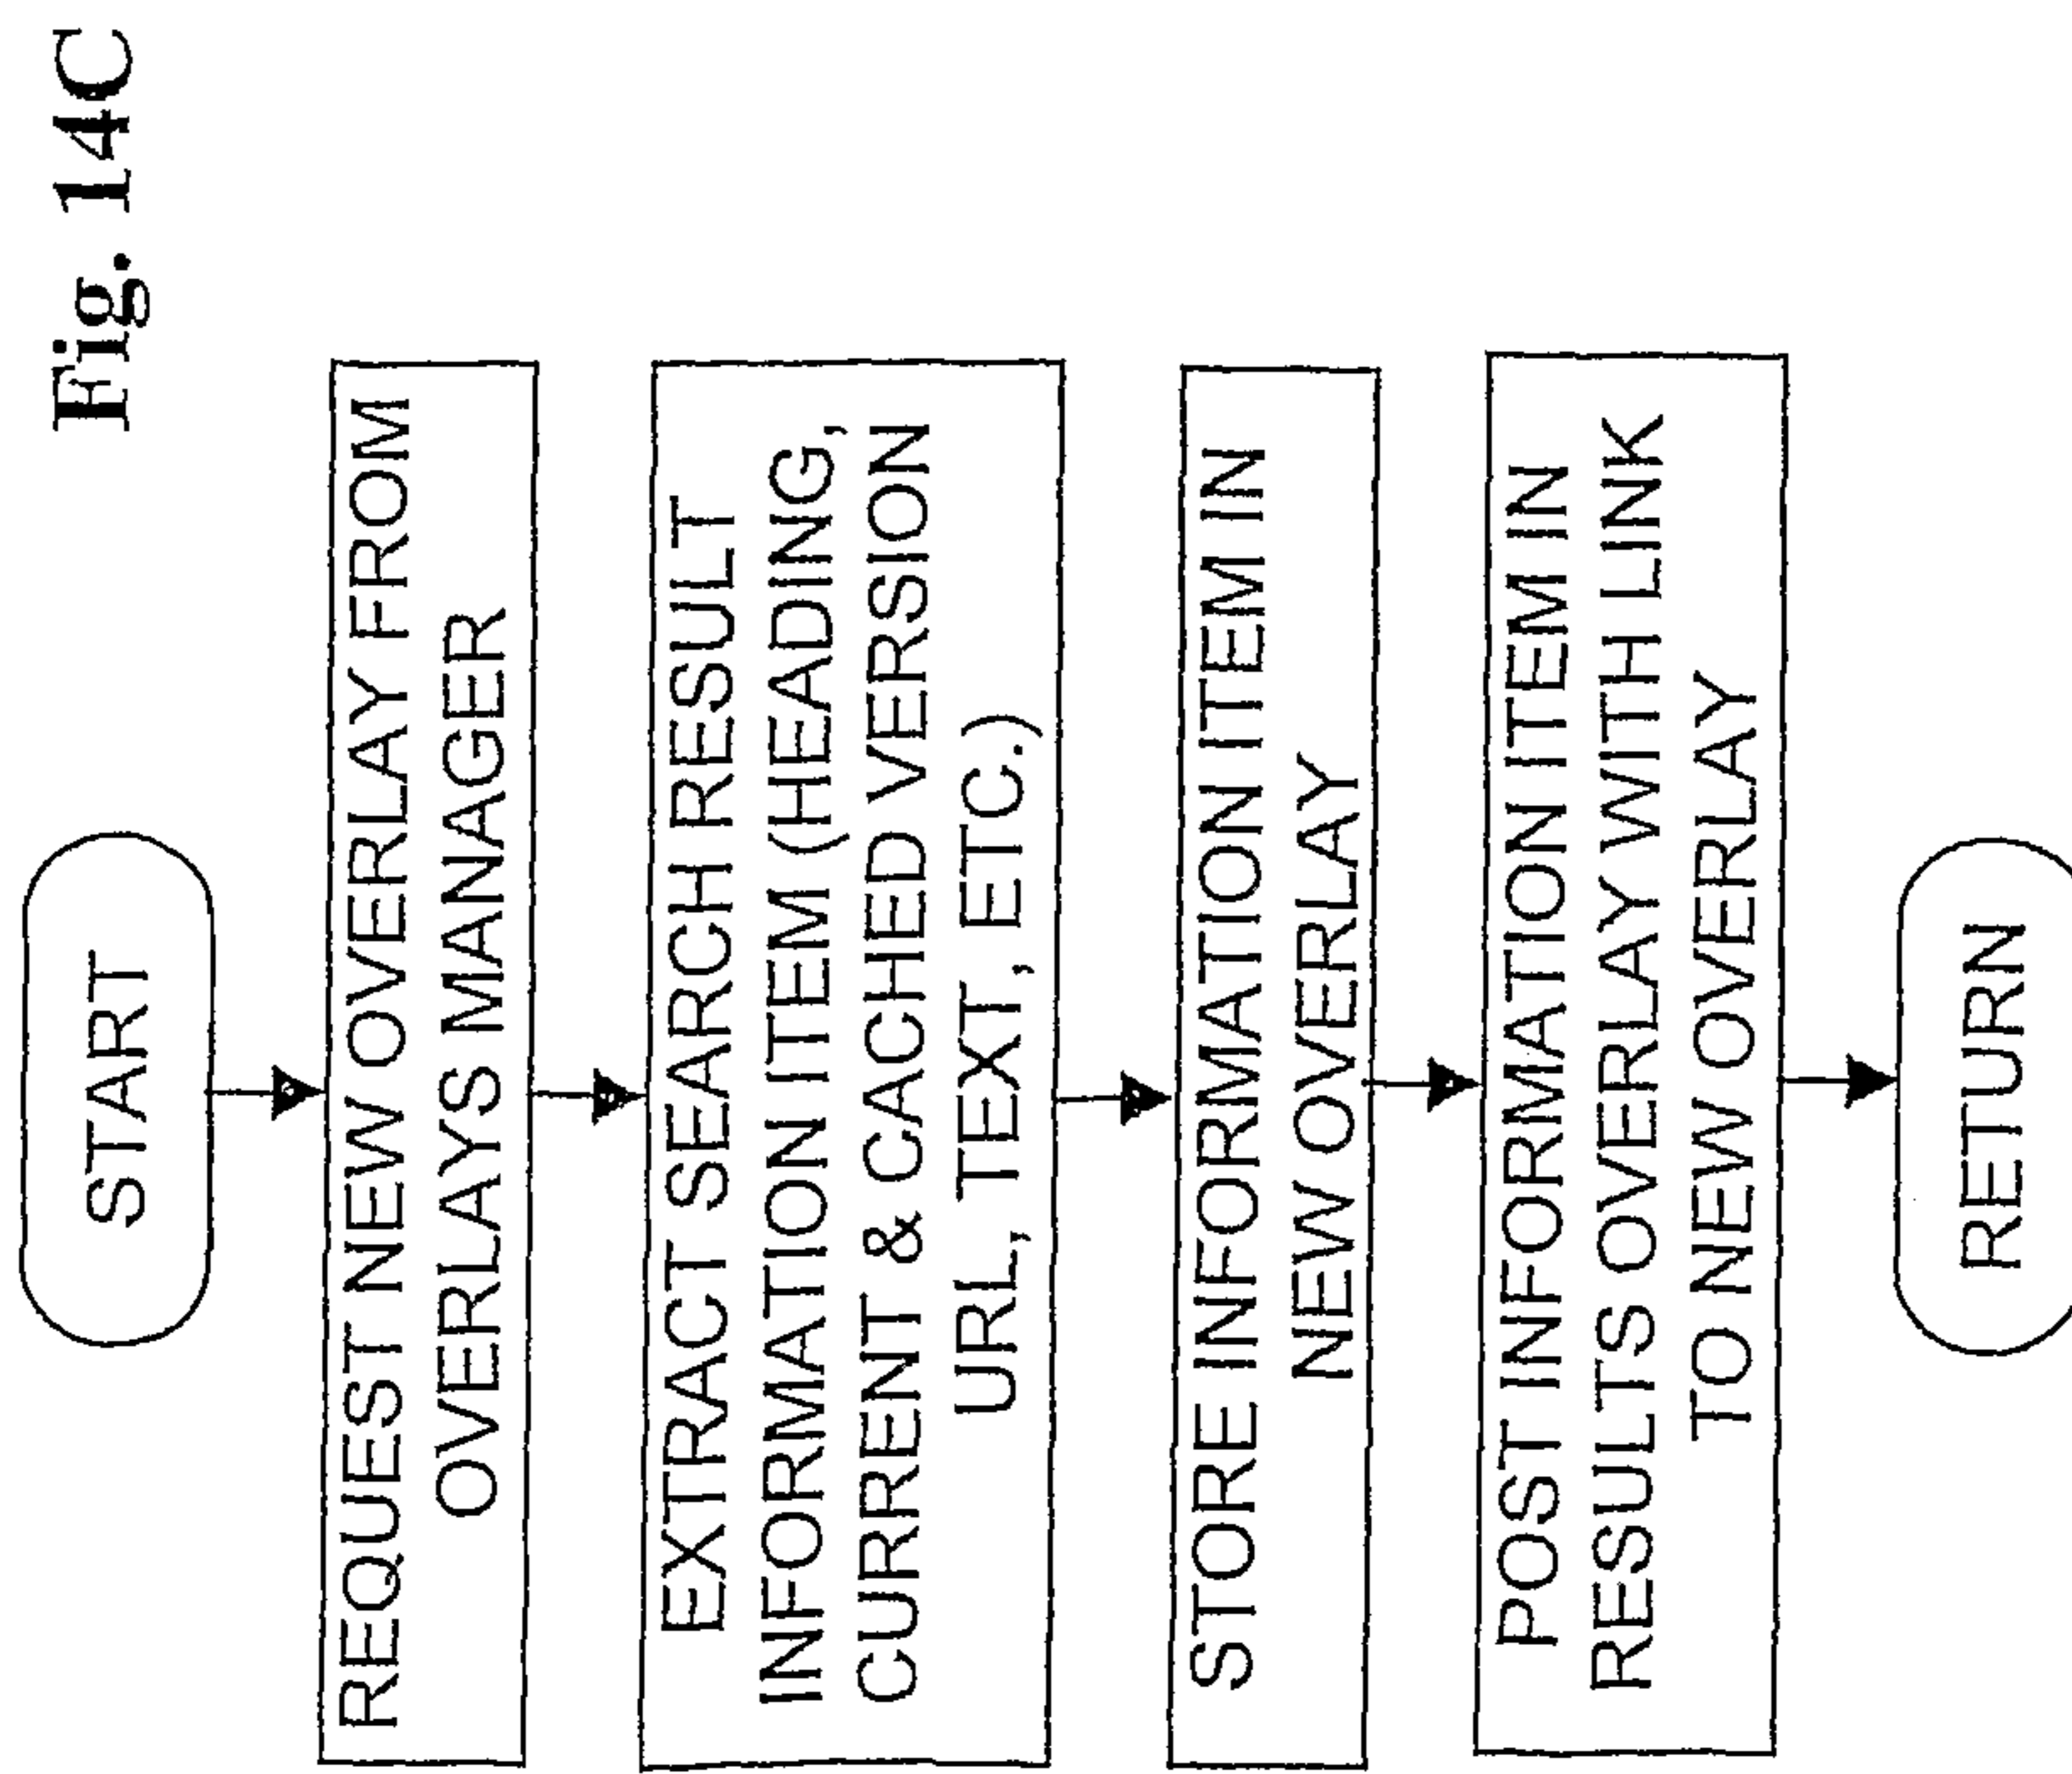 Fig. 14C
START
REQUEST NEW OVERLAY FROM
OVERLAYS MANAGER
EXTRACT SEARCH RESULT
INFORMATION ITEM (HEADING,
CURRENT & CACHED VERSION
URL, TEXT, ETC.)
STORE INFORMATION ITEM IN
NEW OVERLAY
POST INFORMATION ITEM IN
RESULTS OVERLAY WITH LINK
TO NEW OVERLAY
RETURN